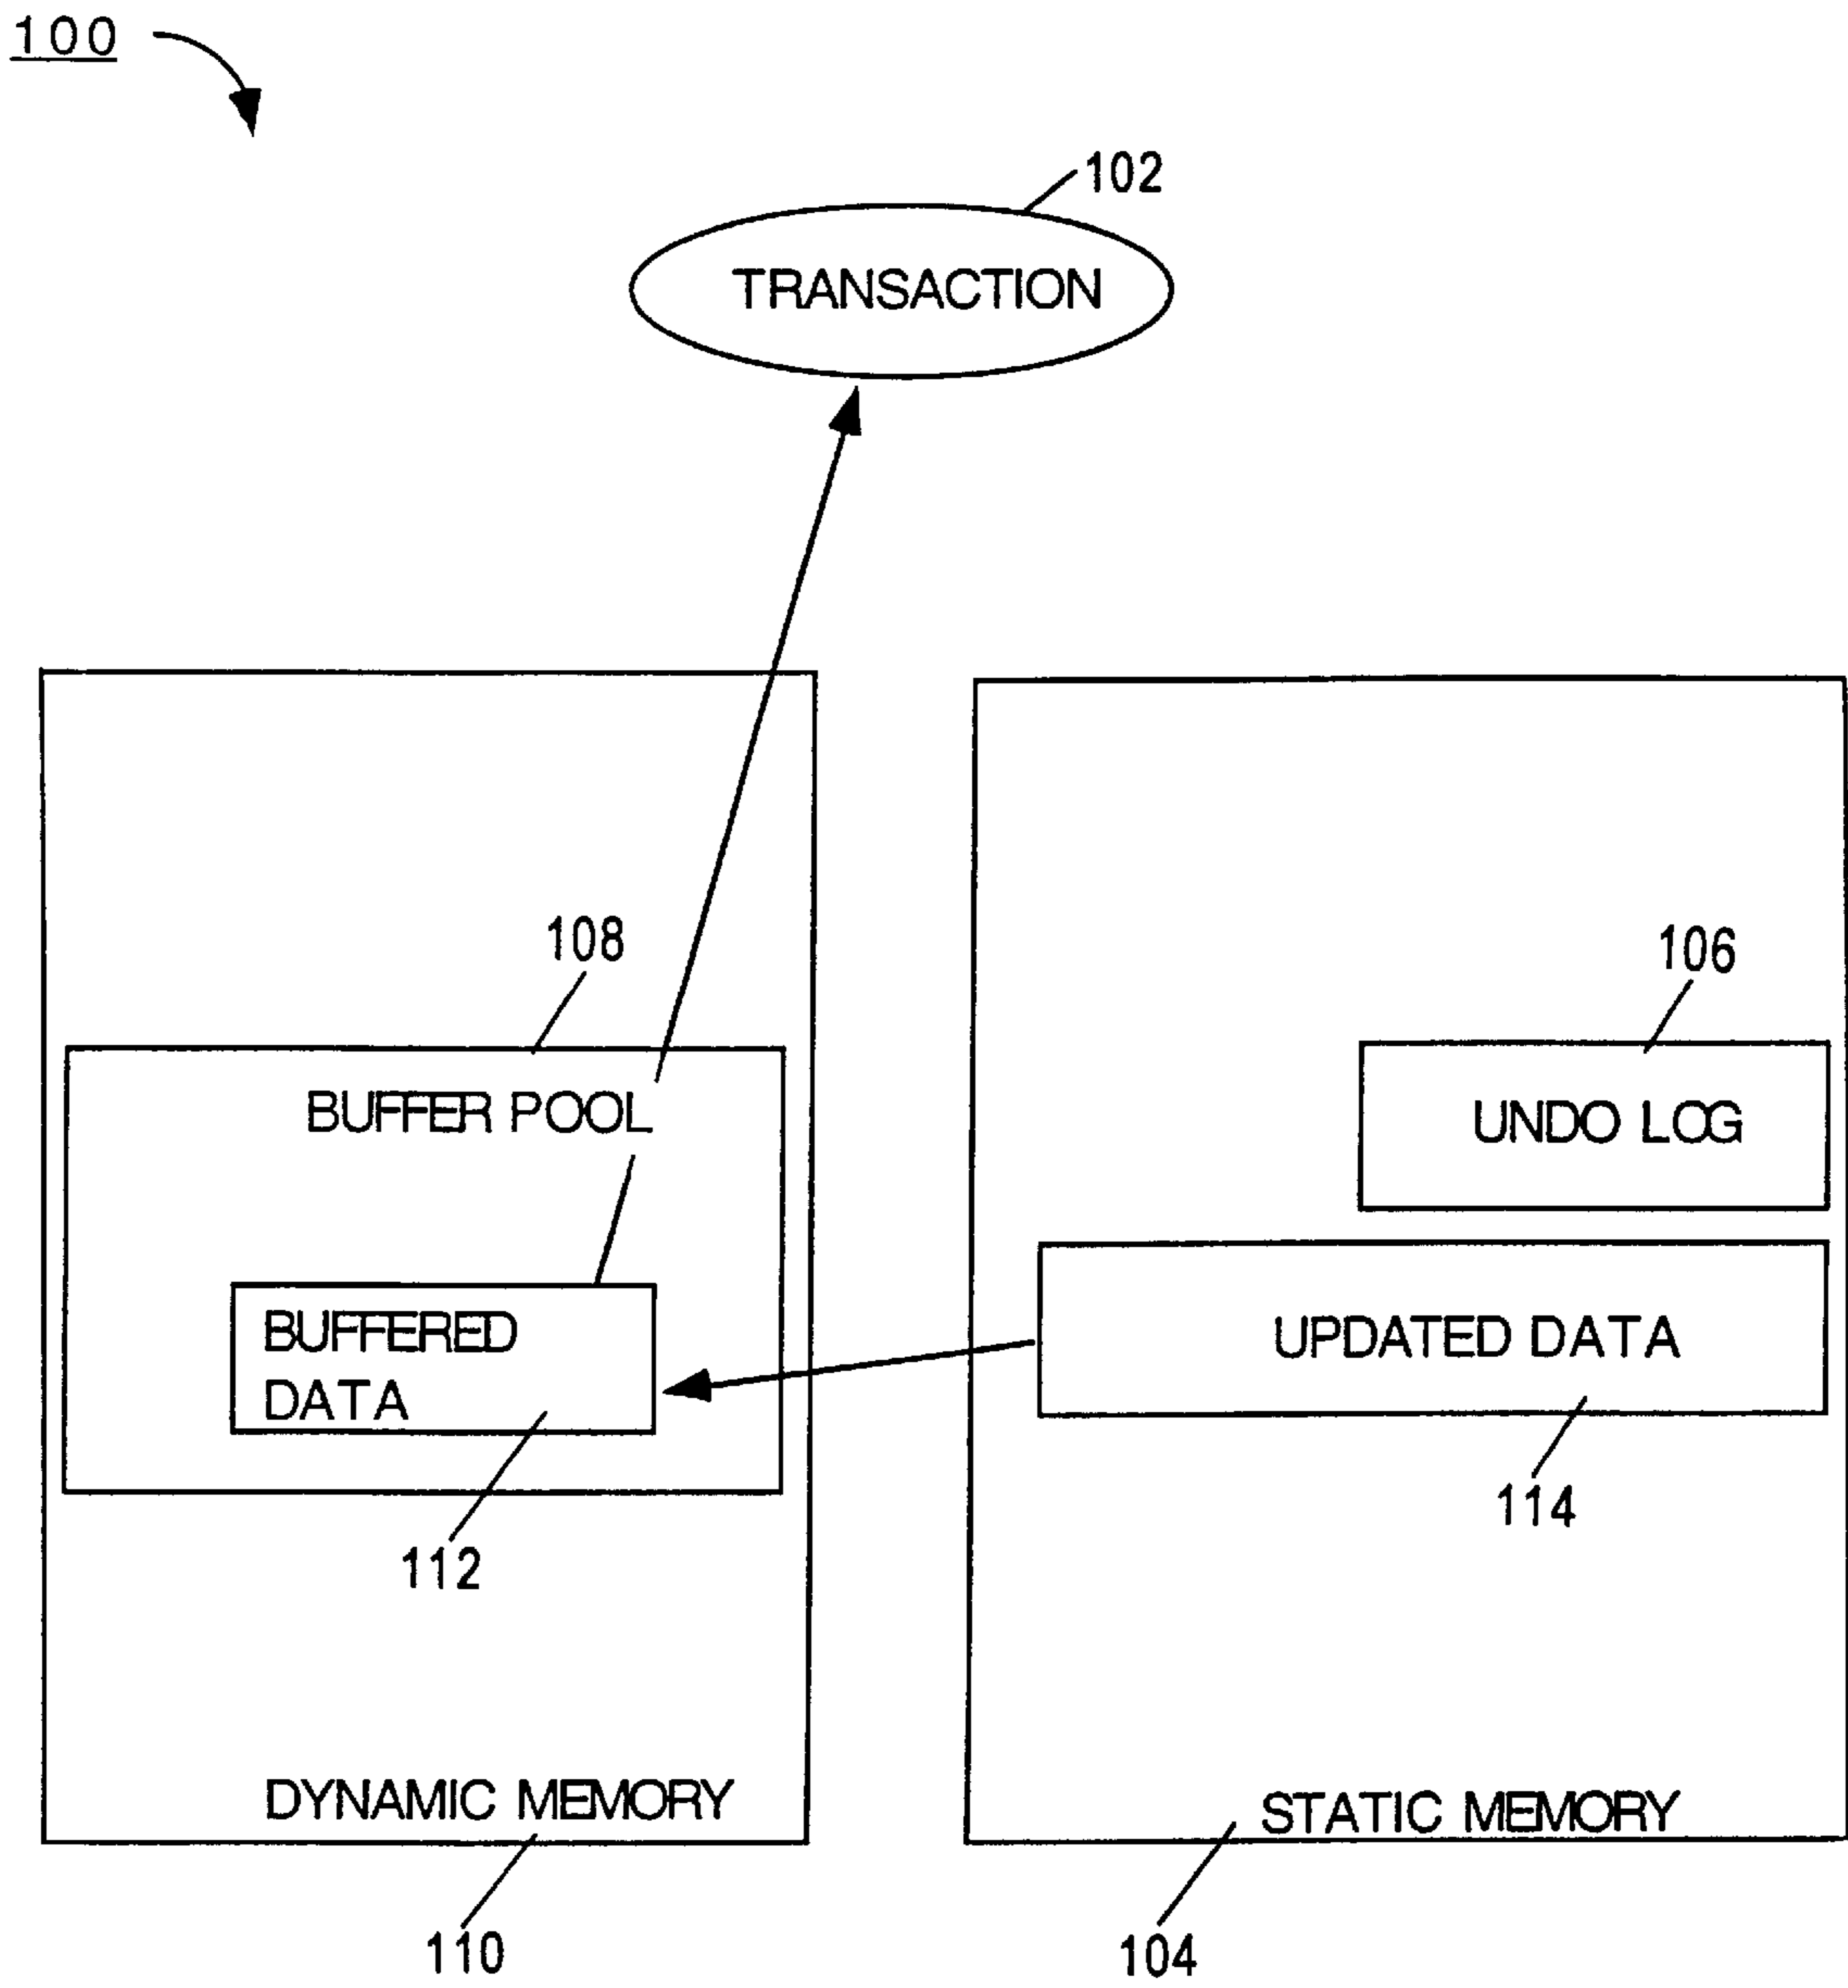 100
102
TRANSACTION
108
106
BUFFER POOL
UNDO LOG
BUFFERED
DATA
UPDATED DATA
114
112
DYNAMIC MEMORY
STATIC MEMORY
110
104